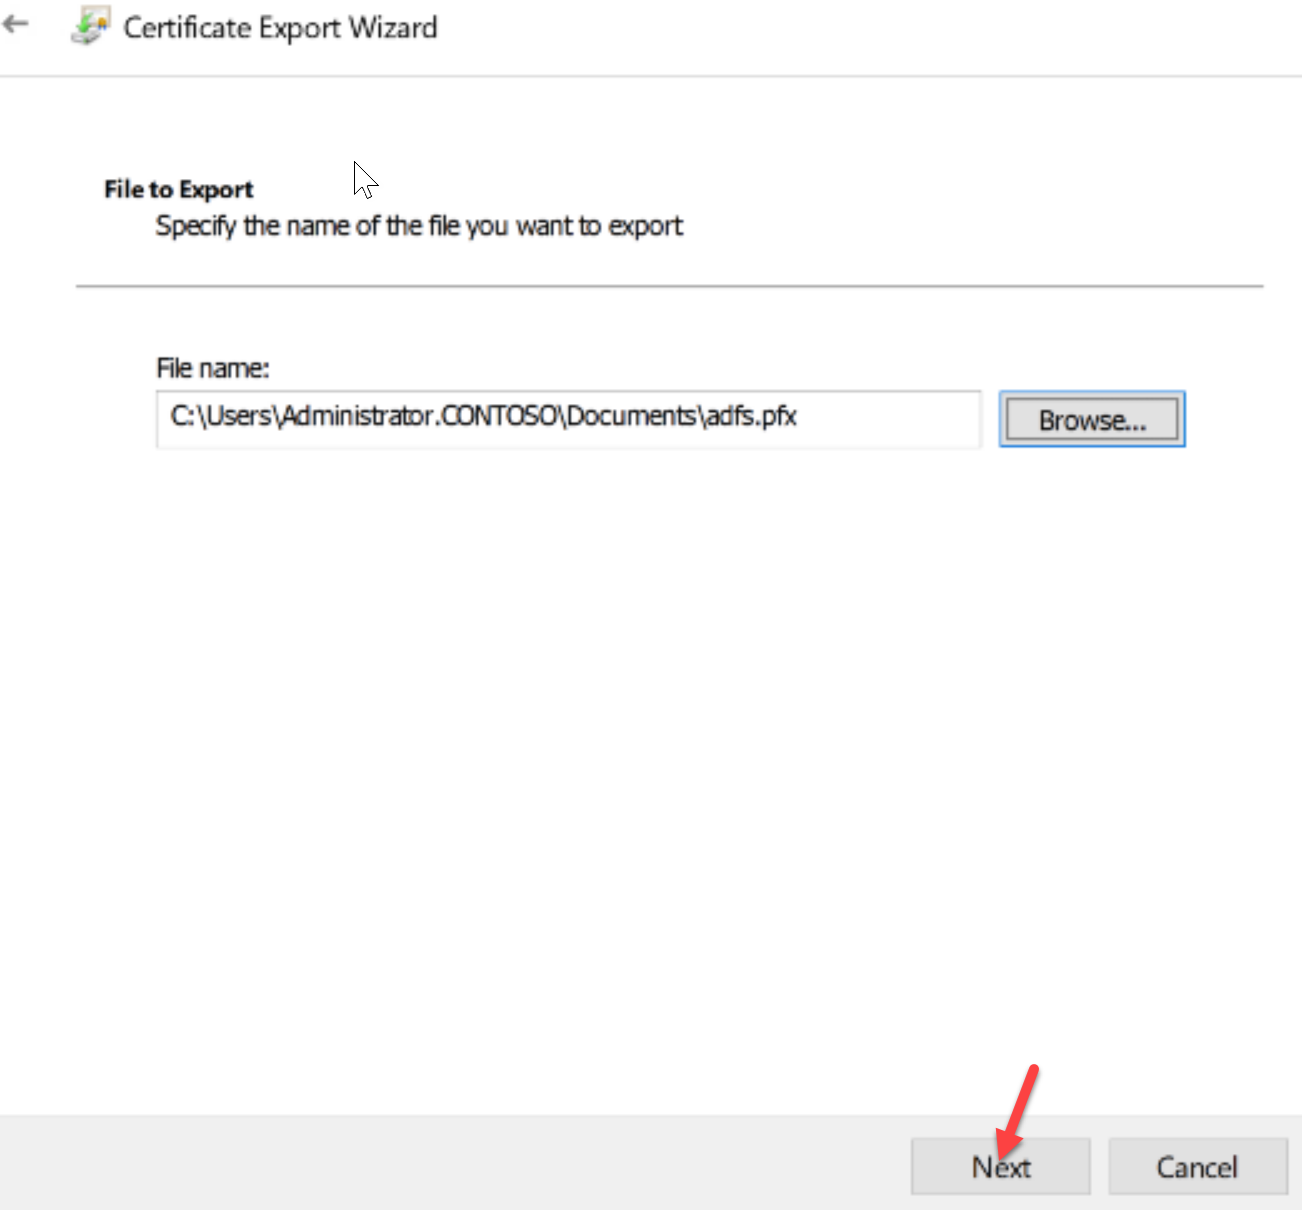 Certificate Export Wizard
File to Export
Specify the name of the file you want to export
File name:
C:\Users\Administrator.CONTOSO\Documents\adfs.pfx
Browse...
Next
Cancel